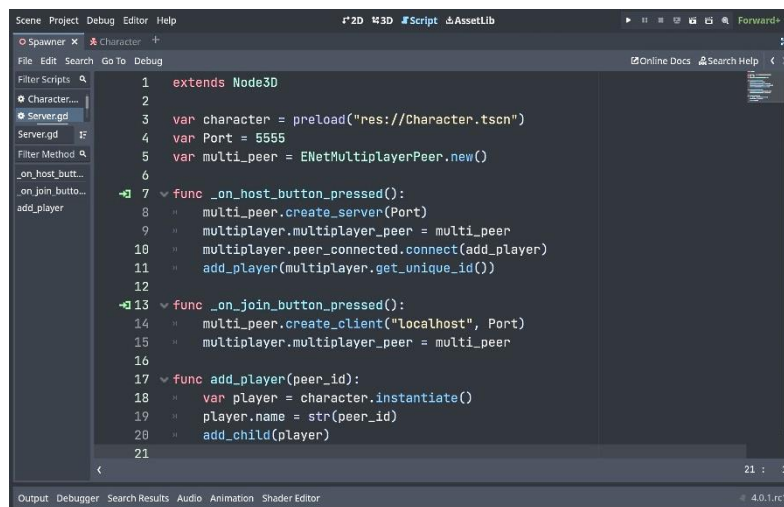 Scene Project Debug Editor Help 2D 3D Script AssetLib Forward+
Spawner Character
File Edit Search Go To Debug Online Docs Search Help
Filter Scripts
Character....
Server.gd
Server.gd
Filter Method
_on_host_butt...
_on_join_butto...
add_player
1 extends Node3D
2
3 var character = preload("res://Character.tscn")
4 var Port = 5555
5 var multi_peer = ENetMultiplayerPeer.new()
6
7 func _on_host_button_pressed():
8 multi_peer.create_server(Port)
9 multiplayer.multiplayer_peer = multi_peer
10 multiplayer.peer_connected.connect(add_player)
11 add_player(multiplayer.get_unique_id())
12
13 func _on_join_button_pressed():
14 multi_peer.create_client("localhost", Port)
15 multiplayer.multiplayer_peer = multi_peer
16
17 func add_player(peer_id):
18 var player = character.instantiate()
19 player.name = str(peer_id)
20 add_child(player)
21
21 :
Output Debugger Search Results Audio Animation Shader Editor 4.0.1.rc